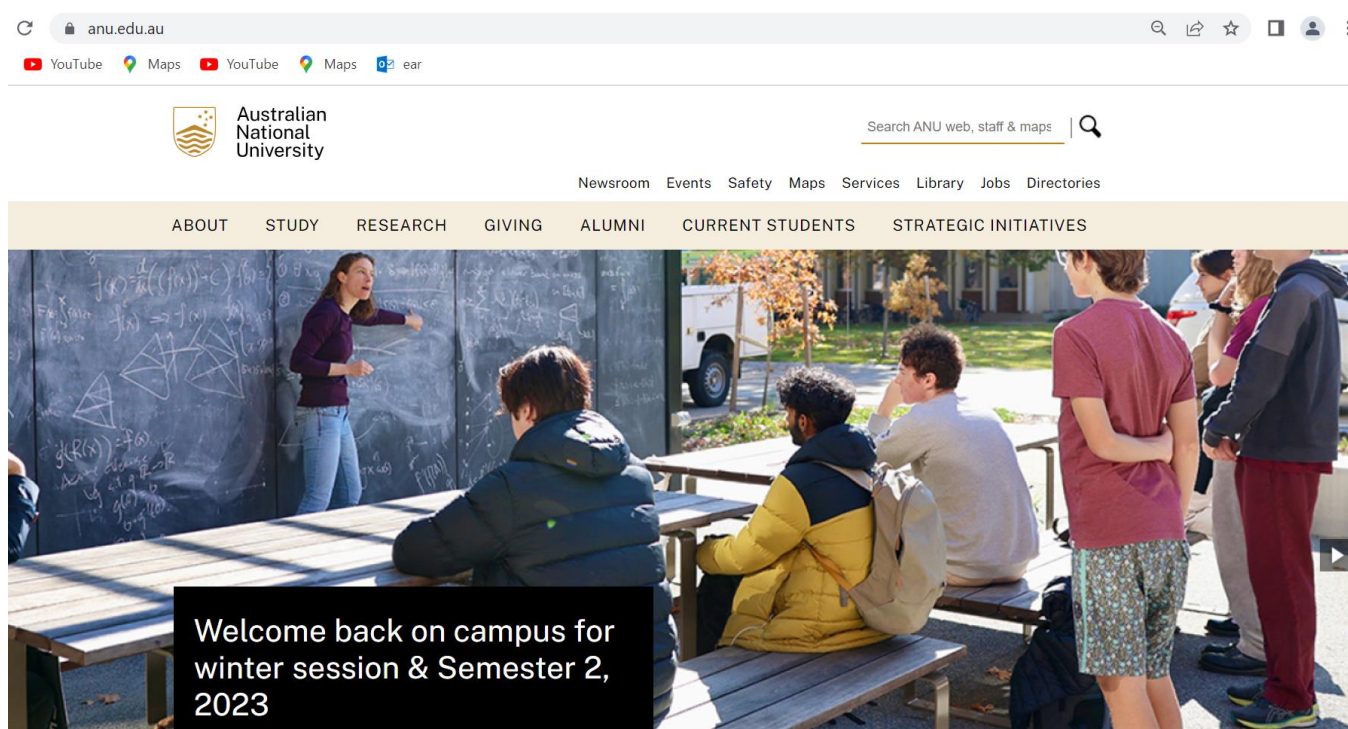 anu.edu.au
YouTube Maps YouTube Maps ear
Australian
National
University
Search ANU web, staff & maps
Newsroom Events Safety Maps Services Library Jobs Directories
ABOUT STUDY RESEARCH GIVING ALUMNI CURRENT STUDENTS STRATEGIC INITIATIVES
Welcome back on campus for
winter session & Semester 2,
2023